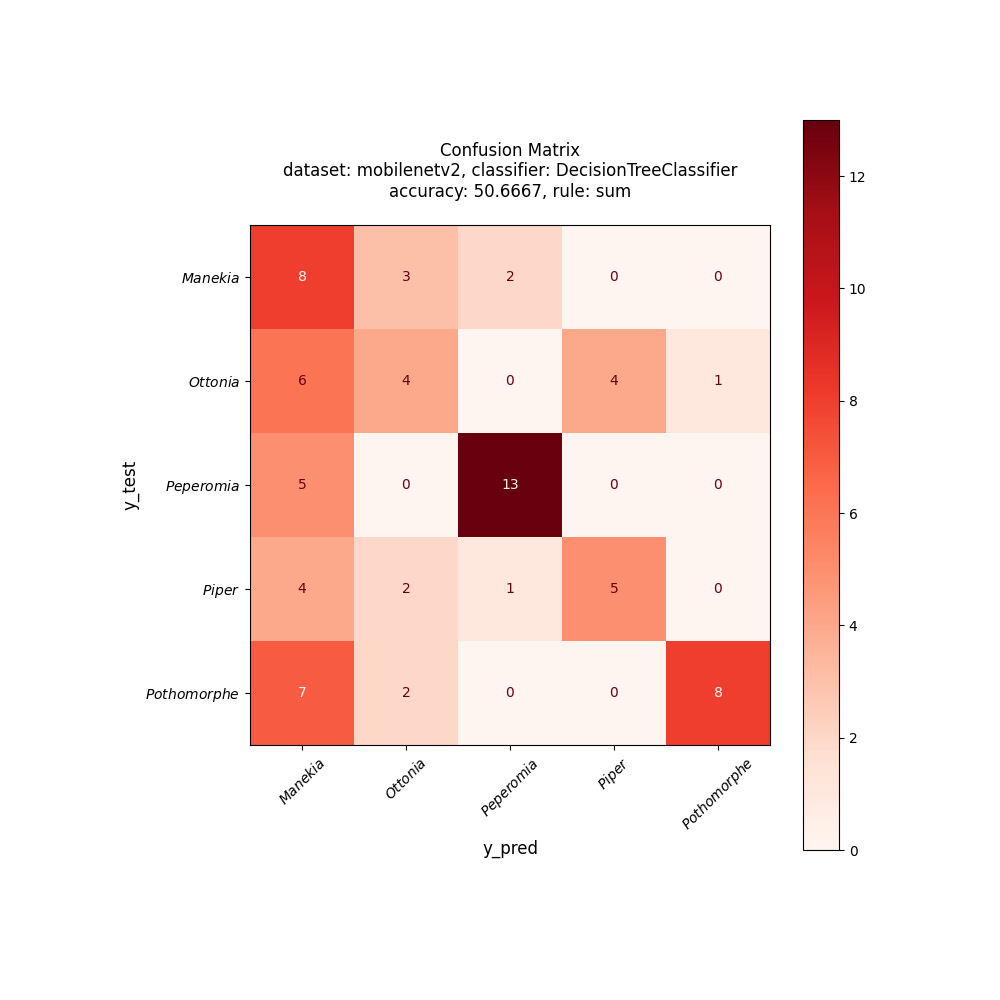 Confusion Matrix
dataset: mobilenetv2, classifier: DecisionTreeClassifier
accuracy: 50.6667, rule: sum
y_test
Manekia 8 3 2 0 0
Ottonia 6 4 0 4 1
Peperomia 5 0 13 0 0
Piper 4 2 1 5 0
Pothomorphe 7 2 0 0 8
Manekia Ottonia Peperomia Piper Pothomorphe
y_pred
12
10
8
6
4
2
0